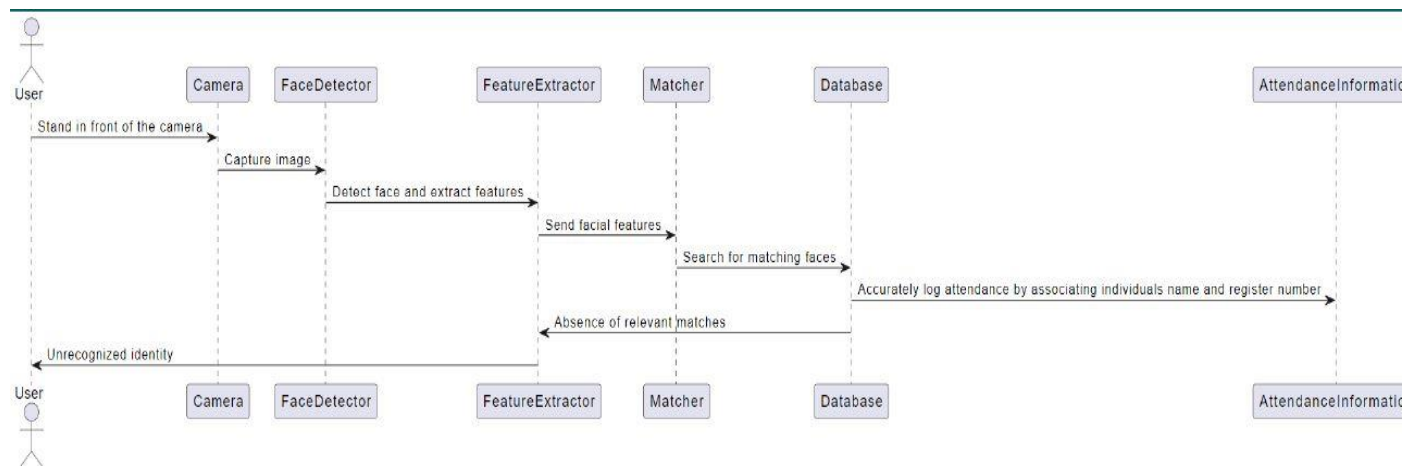 User
Camera
FaceDetector
FeatureExtractor
Matcher
Database
AttendanceInformatic
Stand in front of the camera
Capture image
Detect face and extract features
Send facial features
Search for matching faces
Accurately log attendance by associating individuals name and register number
Absence of relevant matches
Unrecognized identity
User
Camera
FaceDetector
FeatureExtractor
Matcher
Database
AttendanceInformatic